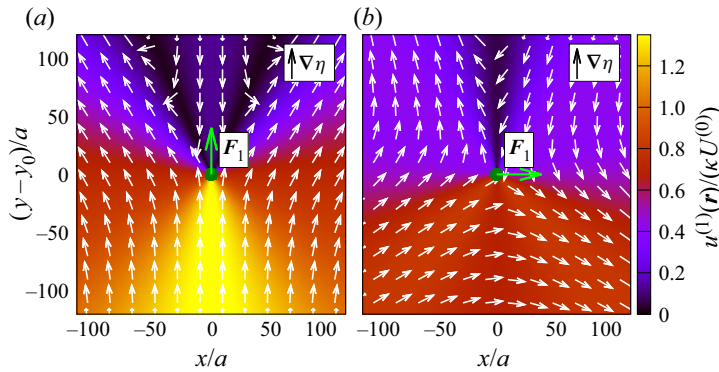 (a)
(b)
100
50
0
−50
−100
(y − y₀)/a
∇η
F₁
−100 −50 0 50 100
x/a
∇η
F₁
−100 −50 0 50 100
x/a
1.2
1.0
0.8
0.6
0.4
0.2
0
u⁽¹⁾(r)/(κU⁽⁰⁾)